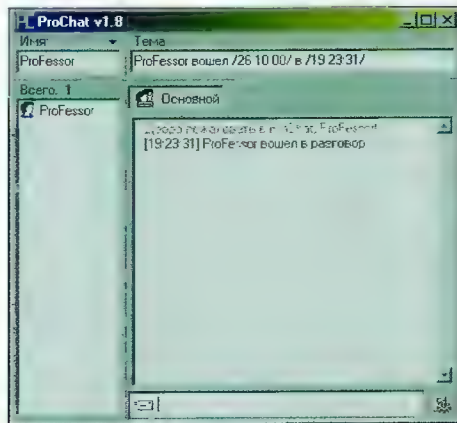 ProChat v1.8
Имя
Тема
ProFessor
ProFessor вошел /26 10 00/ в /19 23:31/
Всего. 1
ProFessor
Основной
[19:23:31] ProFessor вошел в разговор